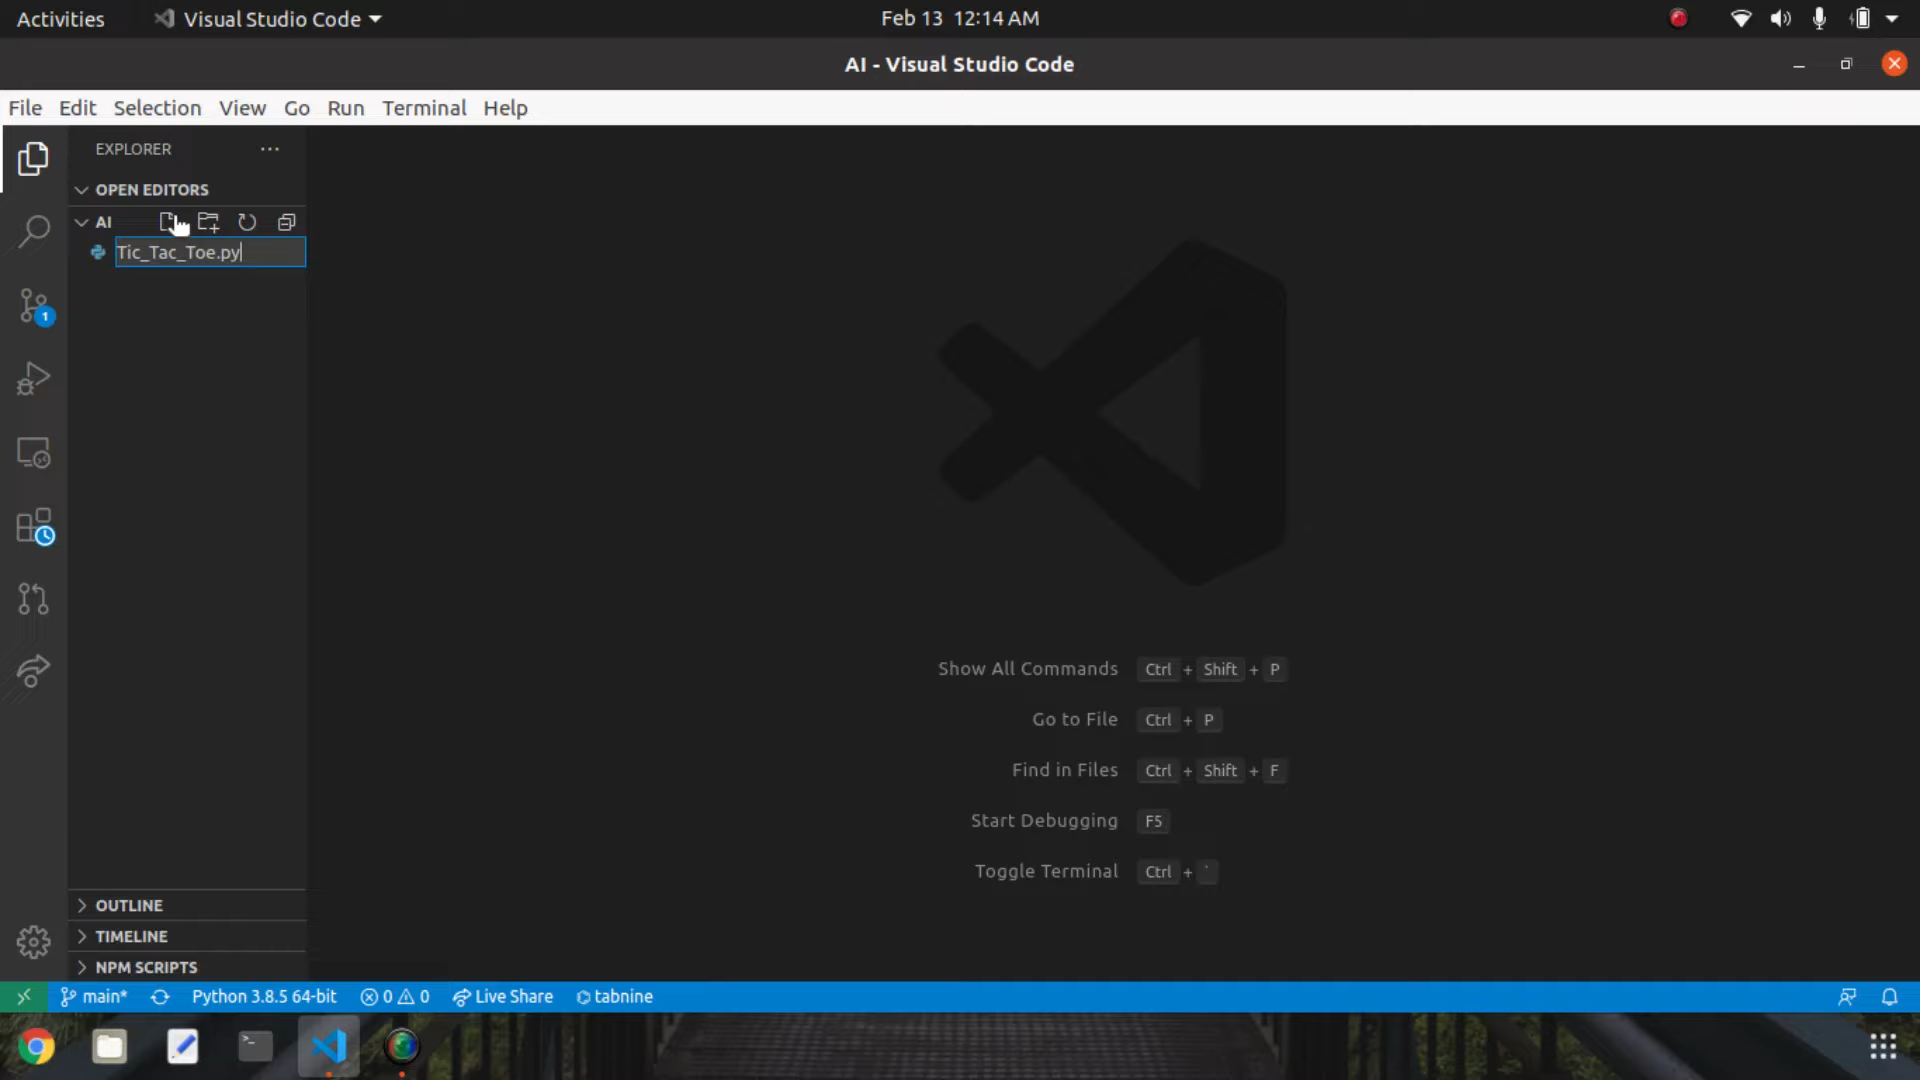 Activities Visual Studio Code Feb 13 12:14 AM
AI - Visual Studio Code
File Edit Selection View Go Run Terminal Help
EXPLORER
OPEN EDITORS
AI
Tic_Tac_Toe.py
1
Show All Commands Ctrl + Shift + P
Go to File Ctrl + P
Find in Files Ctrl + Shift + F
Start Debugging F5
Toggle Terminal Ctrl + `
OUTLINE
TIMELINE
NPM SCRIPTS
main* Python 3.8.5 64-bit 0 0 Live Share tabnine